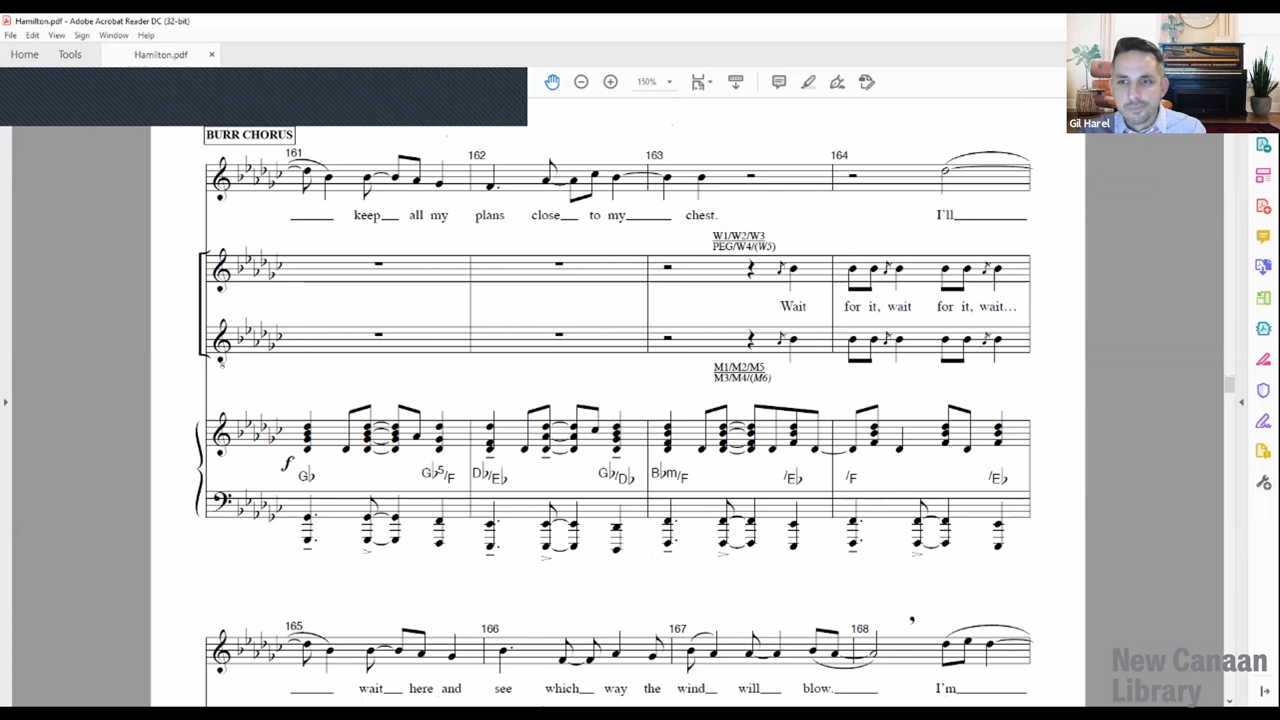 Hamilton.pdf - Adobe Acrobat Reader DC (32-bit)
File Edit View Sign Window Help
Home Tools Hamilton.pdf ×
150%
Gil Harel
BURR CHORUS
161 162 163 164
keep all my plans close to my chest. I'll
W1/W2/W3
PEG/W4/(W5)
Wait for it, wait for it, wait...
M1/M2/M5
M3/M4/(M6)
f
G♭ G♭5/F D♭/E♭ G♭/D♭ B♭m/F /E♭ /F /E♭
165 166 167 168
wait here and see which way the wind will blow. I'm
New Canaan
Library